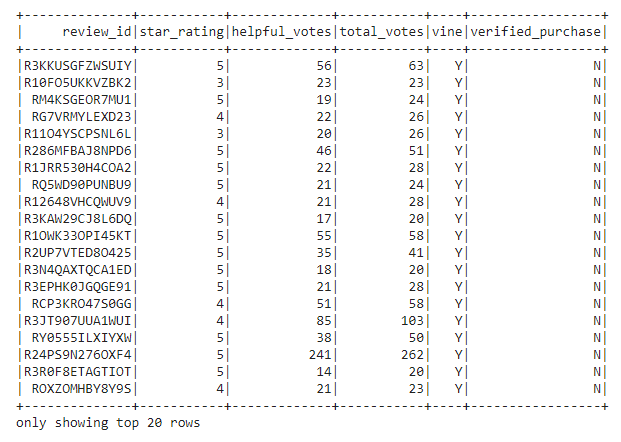 +--------------+-----------+-------------+-----------+----+-----------------+
|     review_id|star_rating|helpful_votes|total_votes|vine|verified_purchase|
+--------------+-----------+-------------+-----------+----+-----------------+
|R3KKUSGFZWSUIY|          5|           56|         63|   Y|                N|
|R10FO5UKKVZBK2|          3|           23|         23|   Y|                N|
| RM4KSGEOR7MU1|          5|           19|         24|   Y|                N|
| RG7VRMYLEXD23|          4|           22|         26|   Y|                N|
|R11O4YSCPSNL6L|          3|           20|         26|   Y|                N|
|R286MFBAJ8NPD6|          5|           46|         51|   Y|                N|
|R1JRR530H4COA2|          5|           22|         28|   Y|                N|
| RQ5WD90PUNBU9|          5|           21|         24|   Y|                N|
|R12648VHCQWUV9|          4|           21|         28|   Y|                N|
|R3KAW29CJ8L6DQ|          5|           17|         20|   Y|                N|
|R1OWK33OPI45KT|          5|           55|         58|   Y|                N|
|R2UP7VTED8O425|          5|           35|         41|   Y|                N|
|R3N4QAXTQCA1ED|          5|           18|         20|   Y|                N|
|R3EPHK0JGQGE91|          5|           21|         28|   Y|                N|
| RCP3KRO47S0GG|          4|           51|         58|   Y|                N|
|R3JT907UUA1WUI|          4|           85|        103|   Y|                N|
| RY0555ILXIYXW|          5|           38|         50|   Y|                N|
|R24PS9N276OXF4|          5|          241|        262|   Y|                N|
|R3R0F8ETAGTIOT|          5|           14|         20|   Y|                N|
| ROXZOMHBY8Y9S|          4|           21|         23|   Y|                N|
+--------------+-----------+-------------+-----------+----+-----------------+
only showing top 20 rows